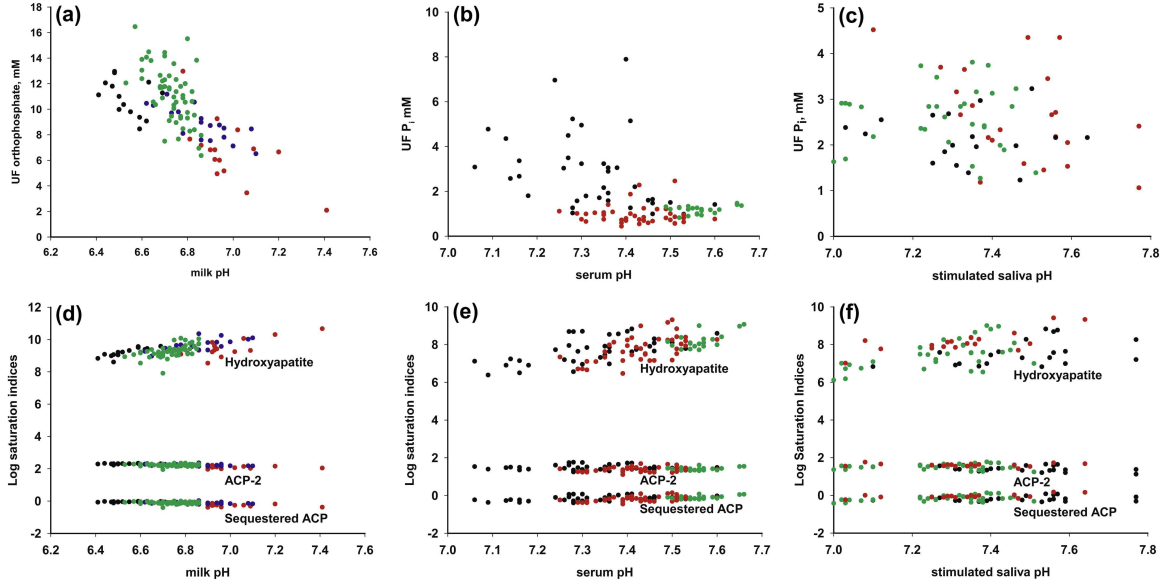 (a)
UF orthophosphate, mM
18
16
14
12
10
8
6
4
2
0
6.2 6.4 6.6 6.8 7.0 7.2 7.4 7.6
milk pH
(b)
UF Pi, mM
10
8
6
4
2
0
7.0 7.1 7.2 7.3 7.4 7.5 7.6 7.7
serum pH
(c)
UF Pi, mM
5
4
3
2
1
0
7.0 7.2 7.4 7.6 7.8
stimulated saliva pH
(d)
Log saturation indices
12
10
8
6
4
2
0
-2
Hydroxyapatite
ACP-2
Sequestered ACP
6.2 6.4 6.6 6.8 7.0 7.2 7.4 7.6
milk pH
(e)
Log saturation indices
10
8
6
4
2
0
-2
Hydroxyapatite
ACP-2
Sequestered ACP
7.0 7.1 7.2 7.3 7.4 7.5 7.6 7.7
serum pH
(f)
Log Saturation Indices
10
8
6
4
2
0
-2
Hydroxyapatite
ACP-2
Sequestered ACP
7.0 7.2 7.4 7.6 7.8
stimulated saliva pH